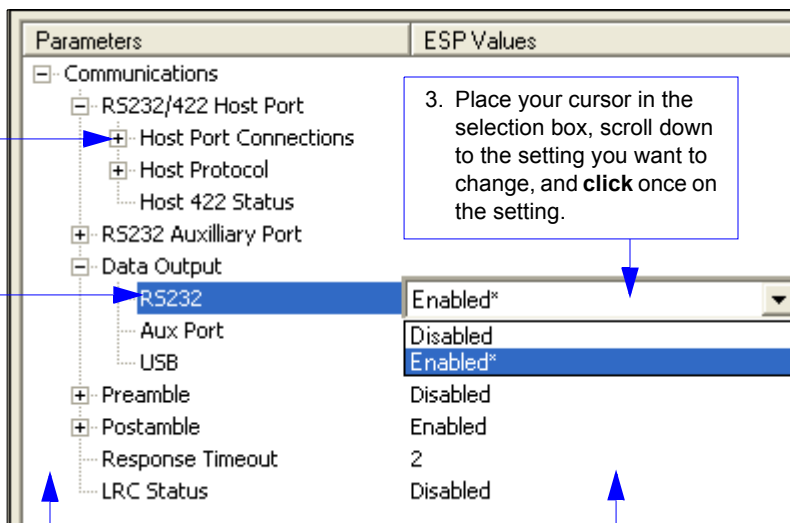 Parameters ESP Values
Communications
RS232/422 Host Port
Host Port Connections
Host Protocol
Host 422 Status
RS232 Auxilliary Port
Data Output
RS232 Enabled*
Aux Port Disabled
USB Enabled*
Preamble Disabled
Postamble Enabled
Response Timeout 2
LRC Status Disabled
3. Place your cursor in the
selection box, scroll down
to the setting you want to
change, and click once on
the setting.